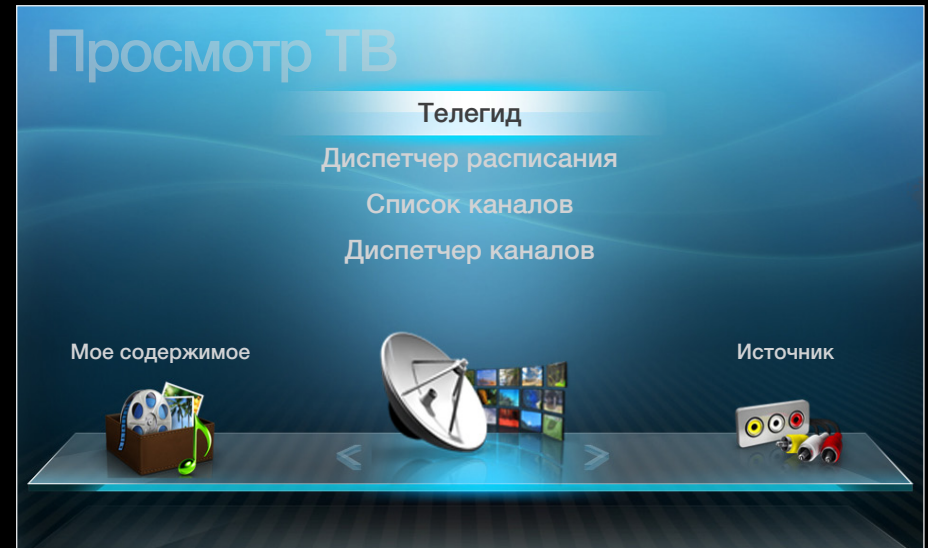 Просмотр ТВ
Телегид
Диспетчер расписания
Список каналов
Диспетчер каналов
Мое содержимое
Источник